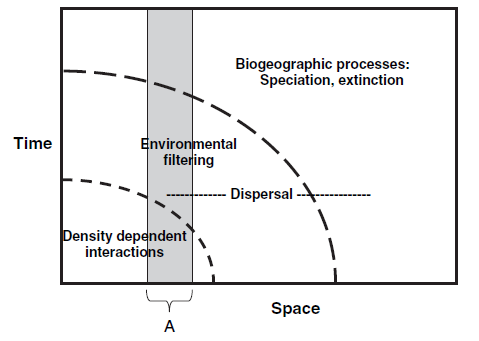 Biogeographic processes:
Speciation, extinction
Time
Environmental
filtering
Dispersal
Density dependent
interactions
Space
A